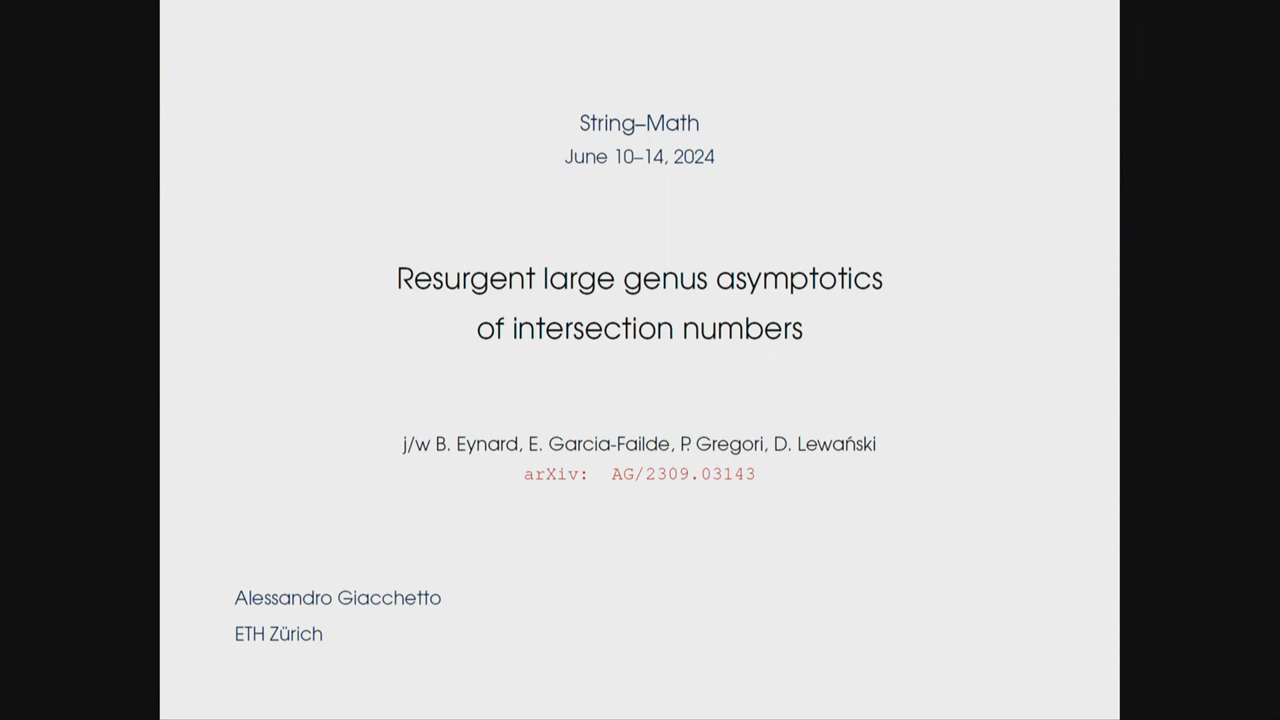 String–Math
June 10–14, 2024
Resurgent large genus asymptotics
of intersection numbers
j/w B. Eynard, E. Garcia-Failde, P. Gregori, D. Lewański
arXiv: AG/2309.03143
Alessandro Giacchetto
ETH Zürich